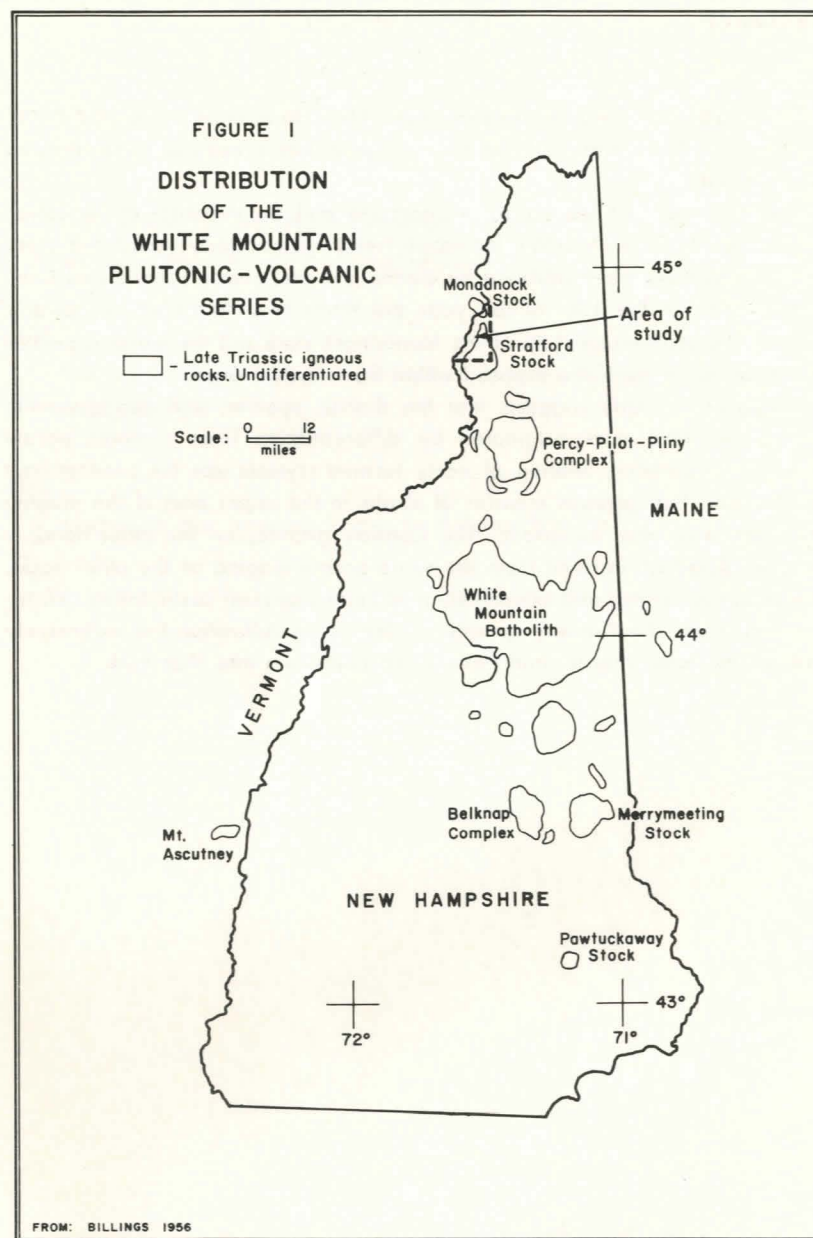 FIGURE 1
DISTRIBUTION
OF THE
WHITE MOUNTAIN
PLUTONIC-VOLCANIC
SERIES
- Late Triassic igneous
rocks. Undifferentiated
Scale: 0 12
miles
45°
Monadnock
Stock
Area of
study
Stratford
Stock
Percy-Pilot-Pliny
Complex
MAINE
White
Mountain
Batholith
44°
VERMONT
Belknap
Complex
Merrymeeting
Stock
Mt.
Ascutney
NEW HAMPSHIRE
Pawtuckaway
Stock
43°
72°
71°
FROM: BILLINGS 1956